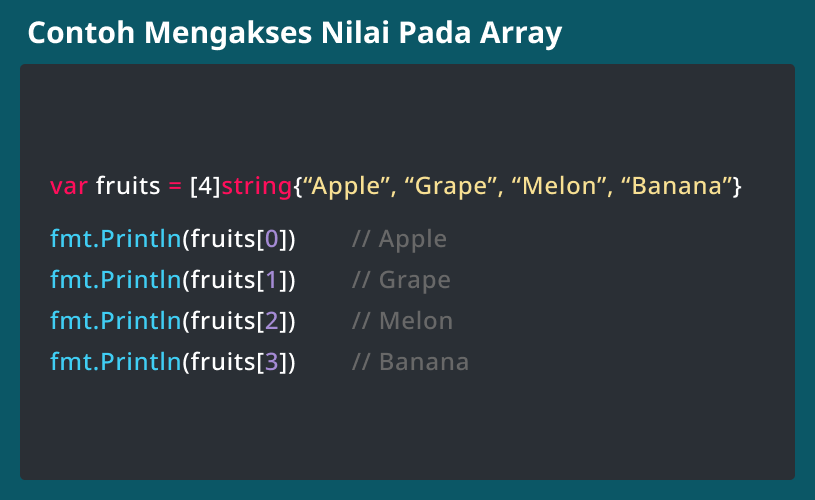 Contoh Mengakses Nilai Pada Array
var fruits = [4]string{“Apple”, “Grape”, “Melon”, “Banana”}
fmt.Println(fruits[0]) // Apple
fmt.Println(fruits[1]) // Grape
fmt.Println(fruits[2]) // Melon
fmt.Println(fruits[3]) // Banana